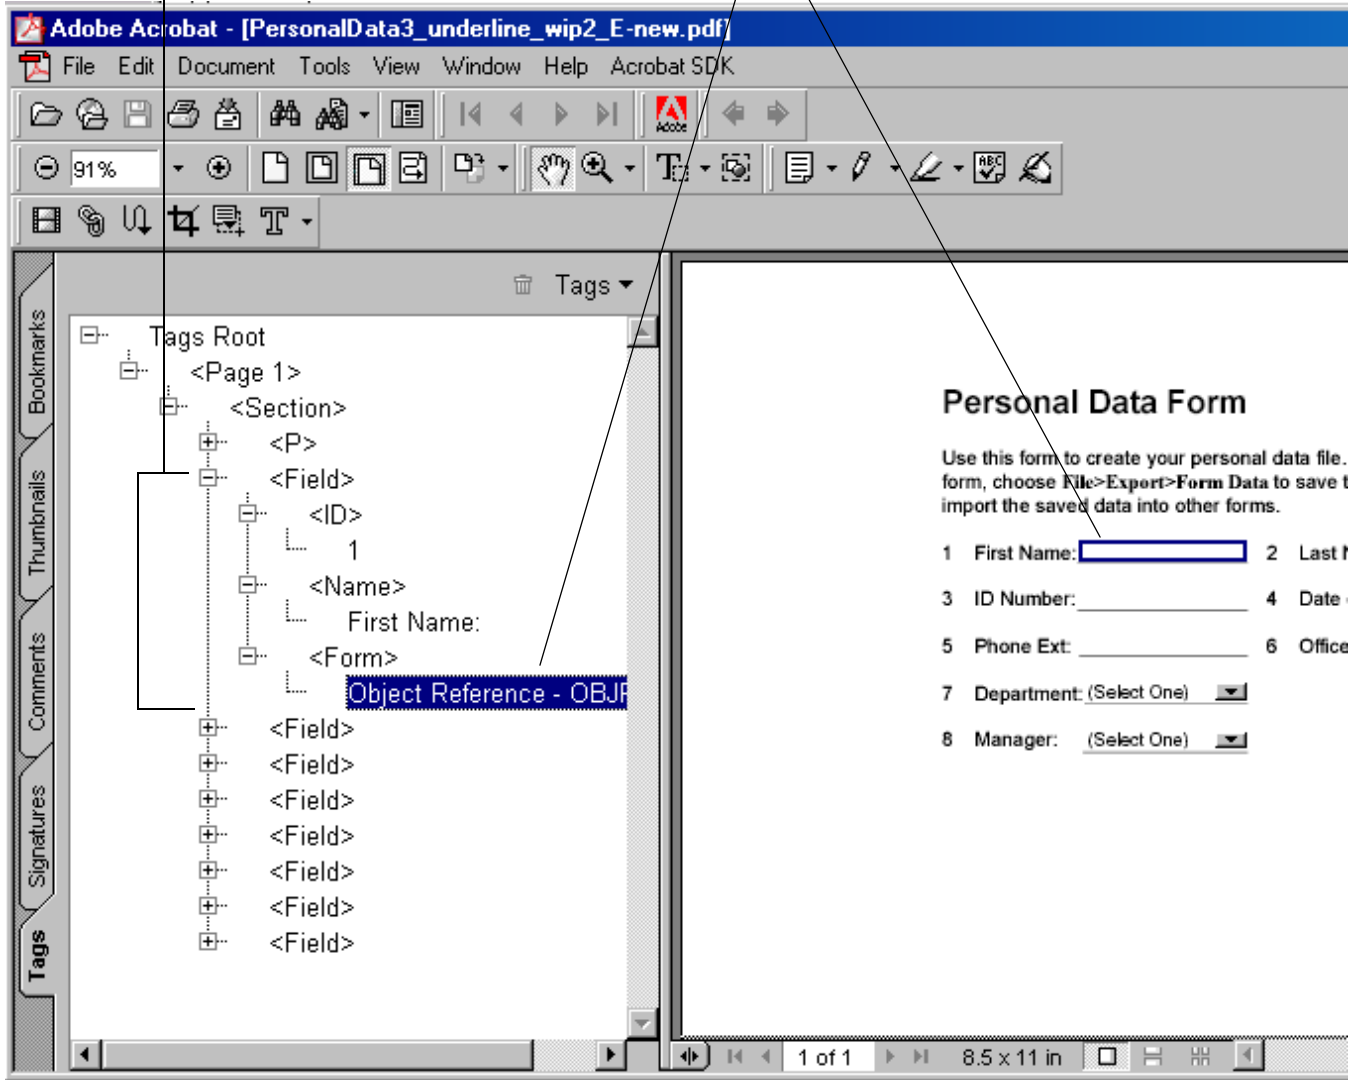 Adobe Acrobat - [PersonalData3_underline_wip2_E-new.pdf]
File Edit Document Tools View Window Help Acrobat SDK
Adobe
91%
ABC
Tags
Bookmarks
Thumbnails
Comments
Signatures
Tags
Tags Root
<Page 1>
<Section>
<P>
<Field>
<ID>
1
<Name>
First Name:
<Form>
Object Reference - OBJR
<Field>
<Field>
<Field>
<Field>
<Field>
<Field>
<Field>
Personal Data Form
Use this form to create your personal data file.
form, choose File>Export>Form Data to save t
import the saved data into other forms.
1 First Name: 2 Last N
3 ID Number: 4 Date
5 Phone Ext: 6 Office
7 Department: (Select One)
8 Manager: (Select One)
1 of 1 8.5 x 11 in